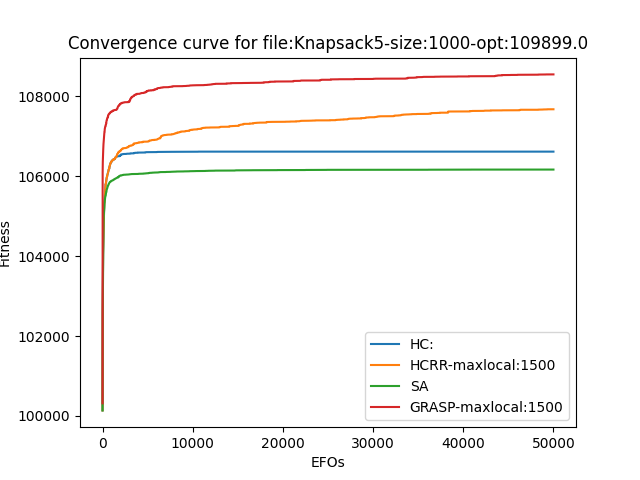 Convergence curve for file:Knapsack5-size:1000-opt:109899.0
108000
106000
104000
102000
100000
Fitness
0
10000
20000
30000
40000
50000
EFOs
HC:
HCRR-maxlocal:1500
SA
GRASP-maxlocal:1500